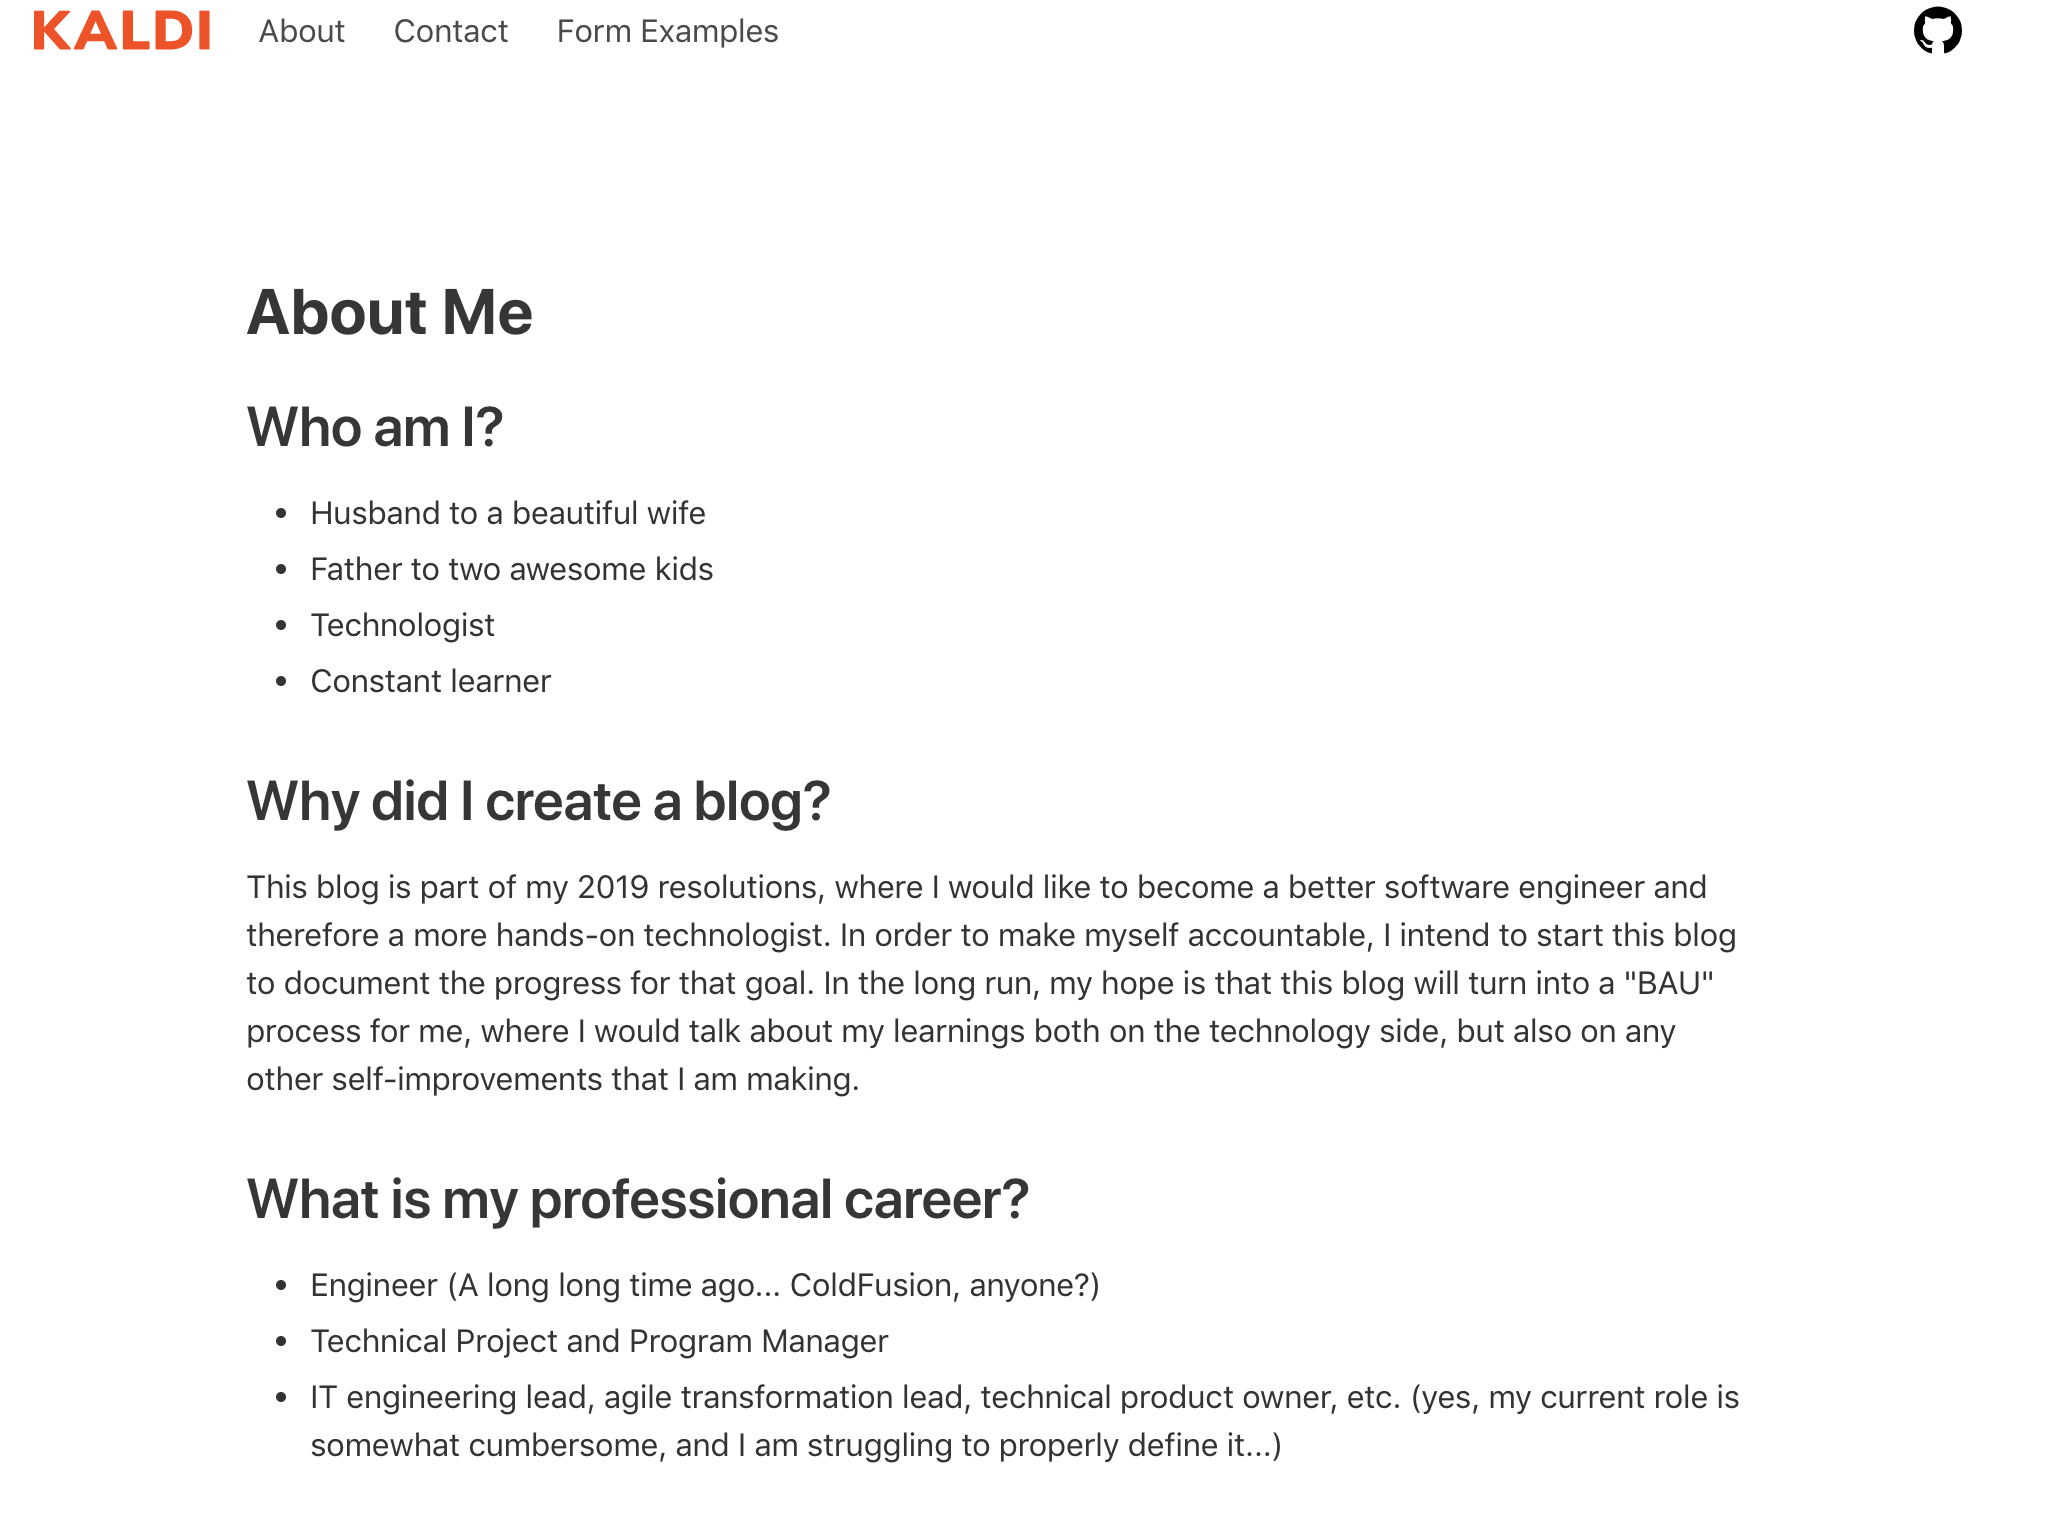 KALDI About Contact Form Examples
About Me
Who am I?
• Husband to a beautiful wife
• Father to two awesome kids
• Technologist
• Constant learner
Why did I create a blog?
This blog is part of my 2019 resolutions, where I would like to become a better software engineer and
therefore a more hands-on technologist. In order to make myself accountable, I intend to start this blog
to document the progress for that goal. In the long run, my hope is that this blog will turn into a "BAU"
process for me, where I would talk about my learnings both on the technology side, but also on any
other self-improvements that I am making.
What is my professional career?
• Engineer (A long long time ago... ColdFusion, anyone?)
• Technical Project and Program Manager
• IT engineering lead, agile transformation lead, technical product owner, etc. (yes, my current role is
somewhat cumbersome, and I am struggling to properly define it...)